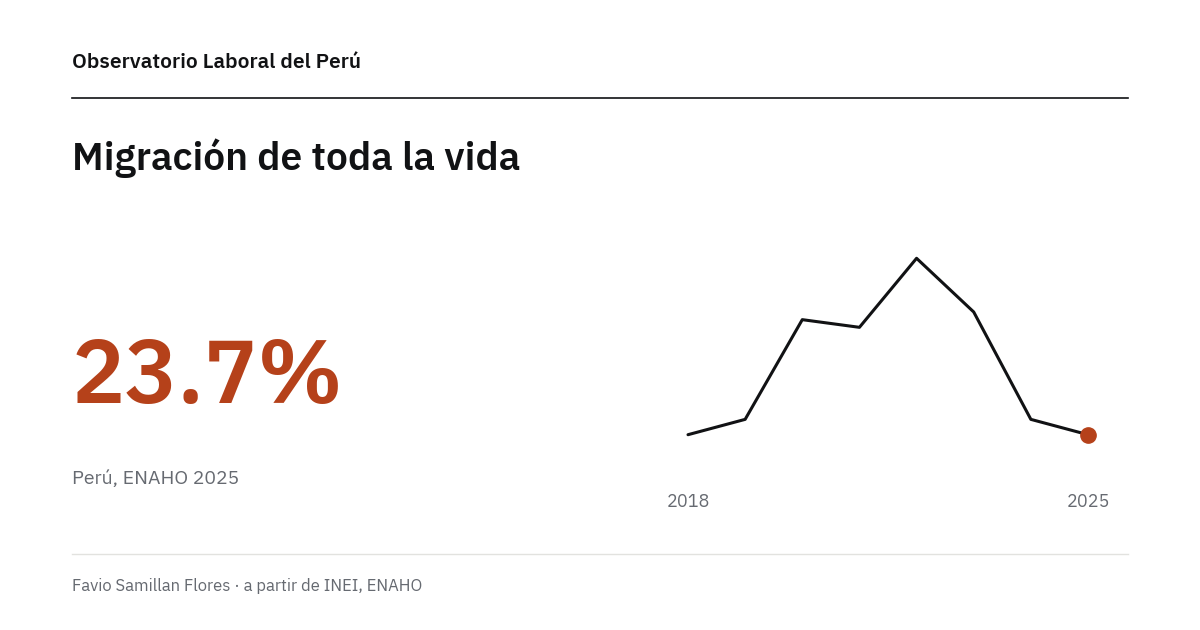 Observatorio Laboral del Perú
Migración de toda la vida
23.7%
Perú, ENAHO 2025
2018
2025
Favio Samillan Flores · a partir de INEI, ENAHO